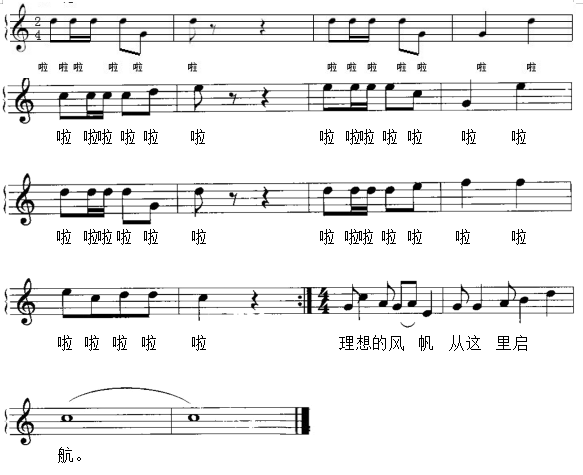 2 4
啦 啦 啦 啦 啦 啦 啦 啦 啦 啦 啦 啦 啦
啦 啦啦 啦 啦 啦 啦 啦啦 啦 啦 啦 啦
啦 啦啦 啦 啦 啦 啦 啦啦 啦 啦 啦 啦
4 4
啦 啦 啦 啦 啦 理想的风 帆 从这 里启
航。